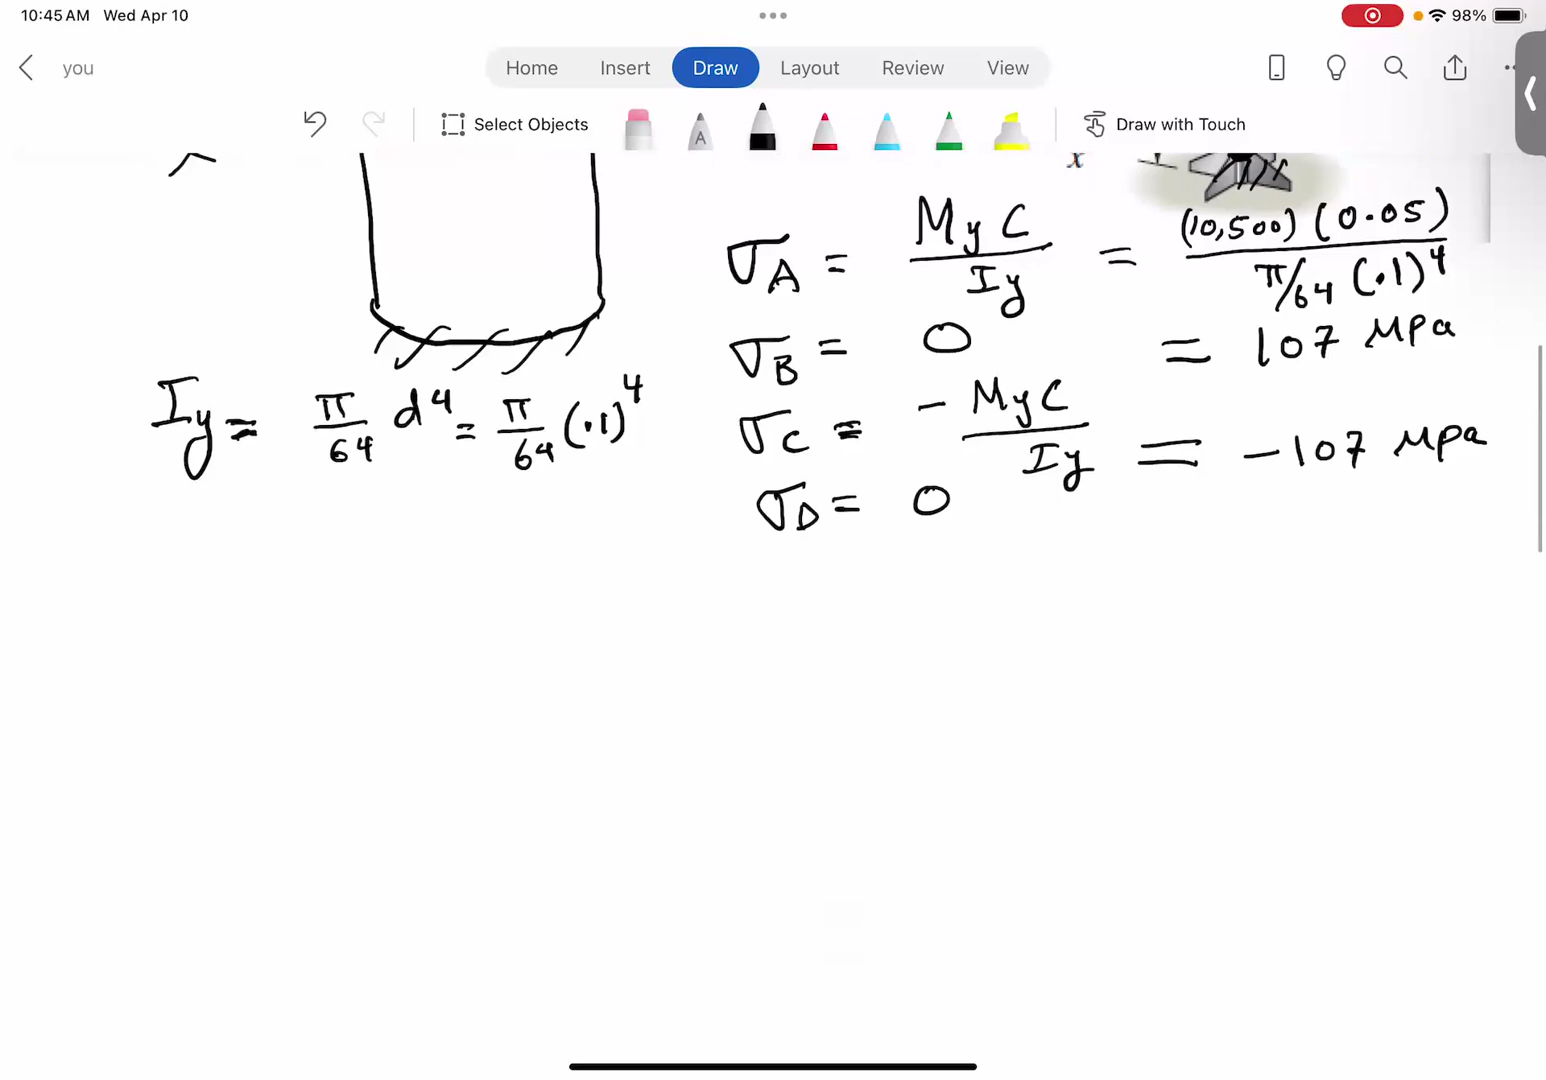 10:45 AM Wed Apr 10
98%
you
Home Insert Draw Layout Review View
Select Objects
A
Draw with Touch
x
σA = MyC / Iy = (10,500) (0.05) / π/64 (.1)^4
= 107 MPa
σB = 0
Iy = π/64 d^4 = π/64 (.1)^4
σC = - MyC / Iy = -107 MPa
σD = 0